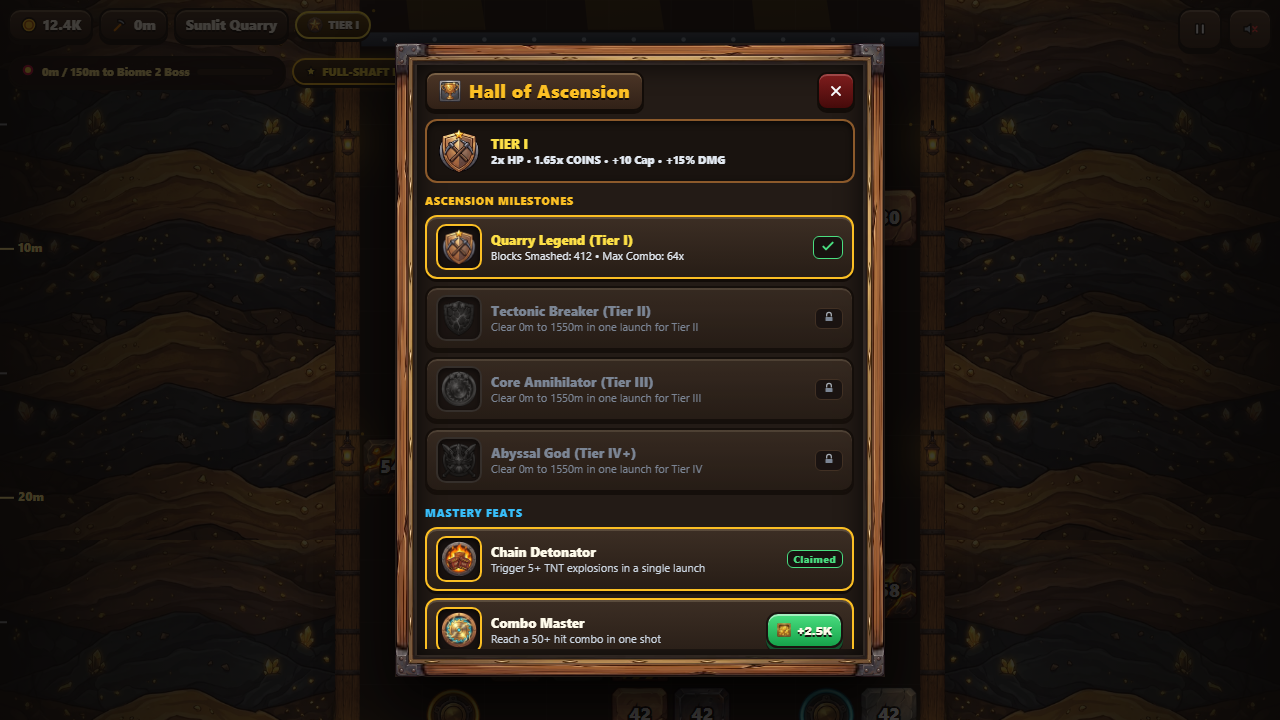 12.4K
0m
Sunlit Quarry
TIER I
0m / 150m to Biome 2 Boss
FULL-SHAFT
Hall of Ascension
TIER I
2x HP • 1.65x COINS • +10 Cap • +15% DMG
ASCENSION MILESTONES
Quarry Legend (Tier I)
Blocks Smashed: 412 • Max Combo: 64x
Tectonic Breaker (Tier II)
Clear 0m to 1550m in one launch for Tier II
Core Annihilator (Tier III)
Clear 0m to 1550m in one launch for Tier III
Abyssal God (Tier IV+)
Clear 0m to 1550m in one launch for Tier IV
MASTERY FEATS
Chain Detonator
Trigger 5+ TNT explosions in a single launch
Claimed
Combo Master
Reach a 50+ hit combo in one shot
+2.5K
10m
20m
42
42
42